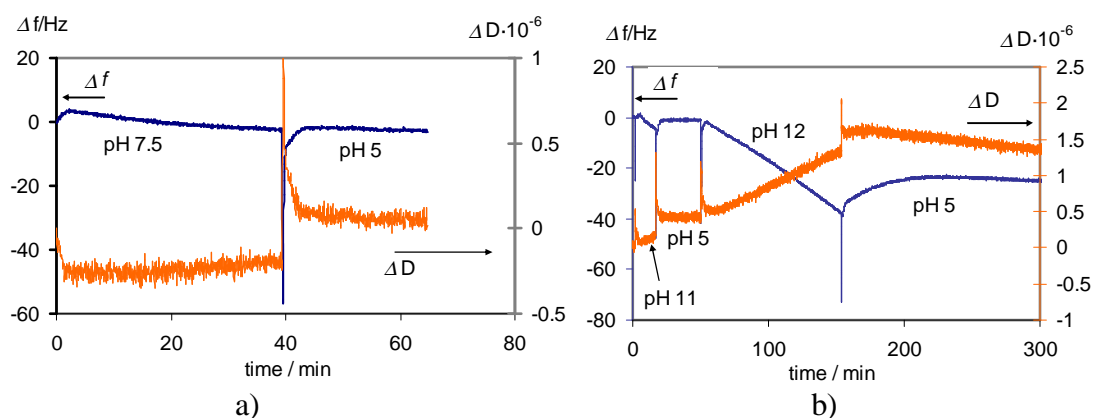 Δf/Hz
ΔD·10-6
20
0
-20
-40
-60
1
0.5
0
-0.5
Δf
pH 7.5
pH 5
ΔD
0
20
40
60
80
time / min
a)
Δf/Hz
ΔD·10-6
20
0
-20
-40
-60
-80
2.5
2
1.5
1
0.5
0
-0.5
-1
Δf
ΔD
pH 12
pH 5
pH 5
pH 11
0
100
200
300
time / min
b)